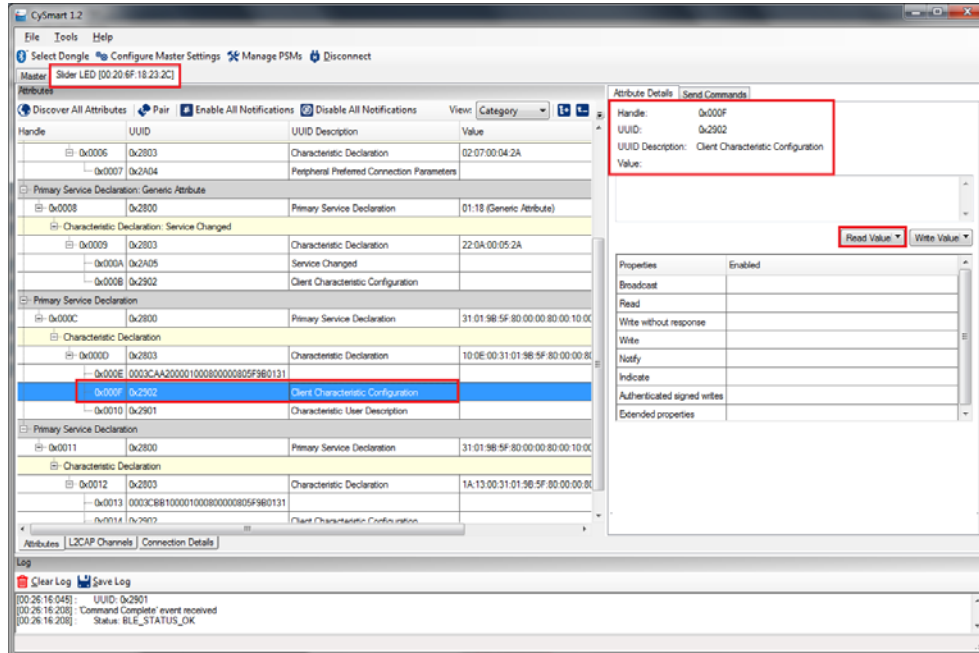 CySmart 1.2
File Tools Help
Select Dongle Configure Master Settings Manage PSMs Disconnect
Master Slider LED [00:20:6F:18:23:2C]
Attributes
Discover All Attributes Pair Enable All Notifications Disable All Notifications View: Category
Handle UUID UUID Description Value
0x0006 0x2803 Characteristic Declaration 02:07:00:04:2A
0x0007 0x2A04 Peripheral Preferred Connection Parameters
Primary Service Declaration: Generic Attribute
0x0008 0x2800 Primary Service Declaration 01:18 (Generic Attribute)
Characteristic Declaration: Service Changed
0x0009 0x2803 Characteristic Declaration 22:0A:00:05:2A
0x000A 0x2A05 Service Changed
0x000B 0x2902 Client Characteristic Configuration
Primary Service Declaration
0x000C 0x2800 Primary Service Declaration 31:01:9B:5F:80:00:00:80:00:10:00
Characteristic Declaration
0x000D 0x2803 Characteristic Declaration 10:0E:00:31:01:9B:5F:80:00:00:80
0x000E 0003CAA200001000800000805F9B0131
0x000F 0x2902 Client Characteristic Configuration
0x0010 0x2901 Characteristic User Description
Primary Service Declaration
0x0011 0x2800 Primary Service Declaration 31:01:9B:5F:80:00:00:80:00:10:00
Characteristic Declaration
0x0012 0x2803 Characteristic Declaration 1A:13:00:31:01:9B:5F:80:00:00:80
0x0013 0003CBB100001000800000805F9B0131
0x0014 0x2902 Client Characteristic Configuration
Attributes L2CAP Channels Connection Details
Attribute Details Send Commands
Handle: 0x000F
UUID: 0x2902
UUID Description: Client Characteristic Configuration
Value:
Read Value Write Value
Properties Enabled
Broadcast
Read
Write without response
Write
Notify
Indicate
Authenticated signed writes
Extended properties
Log
Clear Log Save Log
[00:26:16:045] : UUID: 0x2901
[00:26:16:208] : 'Command Complete' event received
[00:26:16:208] : Status: BLE_STATUS_OK